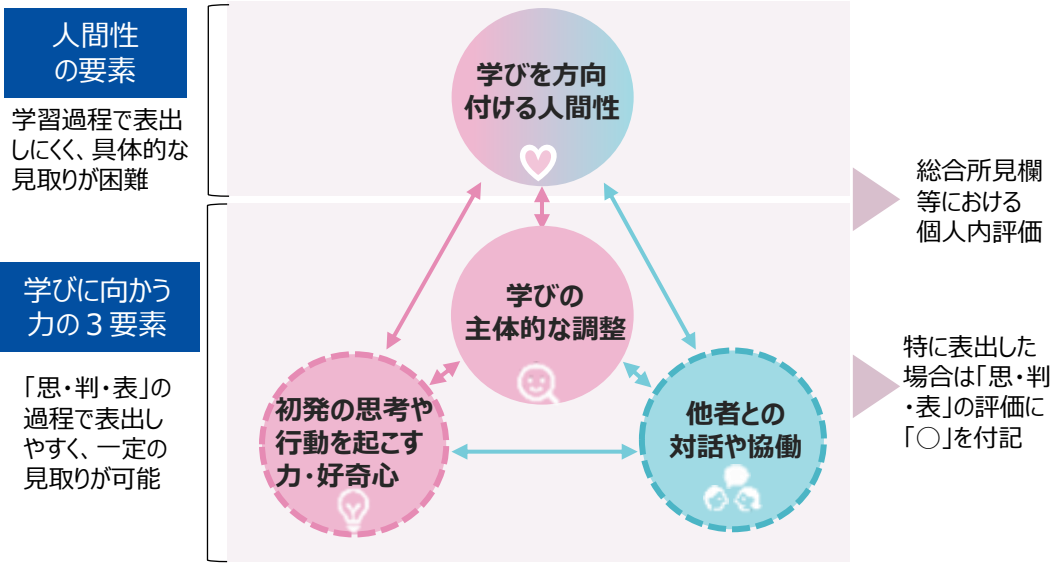 人間性
の要素
学習過程で表出
しにくく、具体的な
見取りが困難
学びを方向
付ける人間性
総合所見欄
等における
個人内評価
学びに向かう
力の3要素
「思・判・表」の
過程で表出し
やすく、一定の
見取りが可能
学びの
主体的な調整
初発の思考や
行動を起こす
力・好奇心
他者との
対話や協働
特に表出した
場合は「思・判
・表」の評価に
「○」を付記